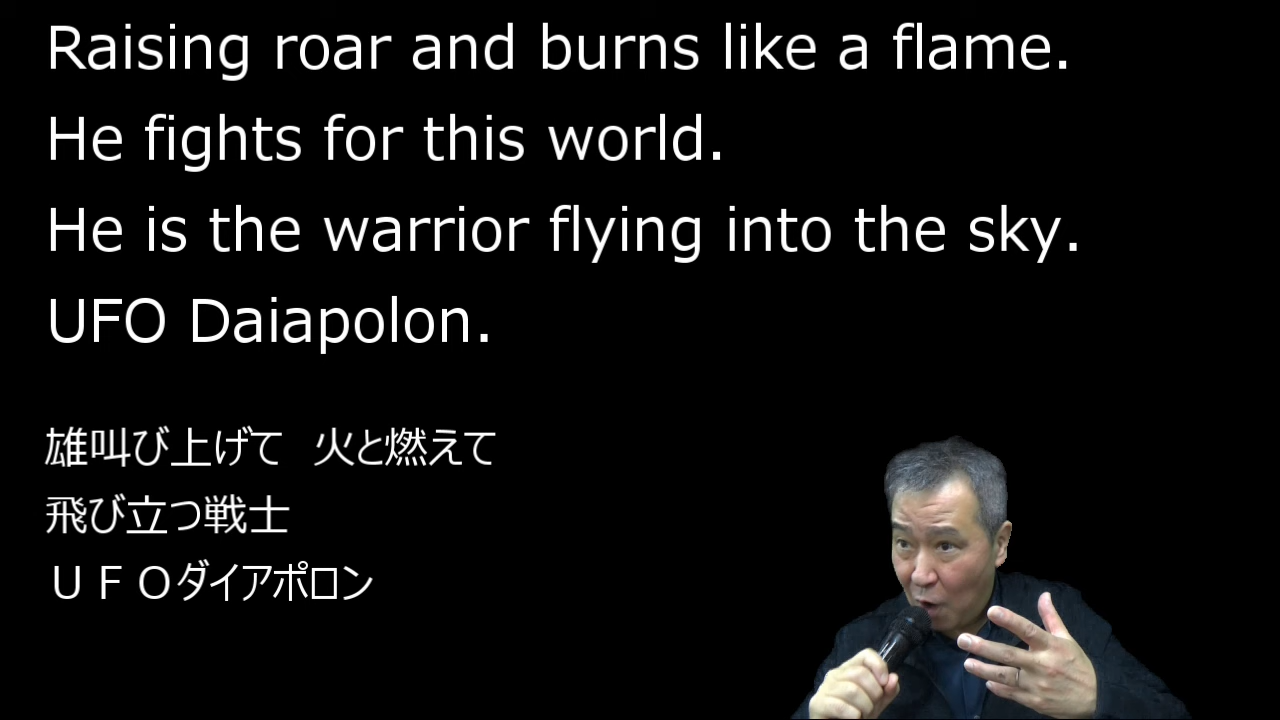 Raising roar and burns like a flame.
He fights for this world.
He is the warrior flying into the sky.
UFO Daiapolon.
雄叫び上げて　火と燃えて
飛び立つ戦士
ＵＦＯダイアポロン